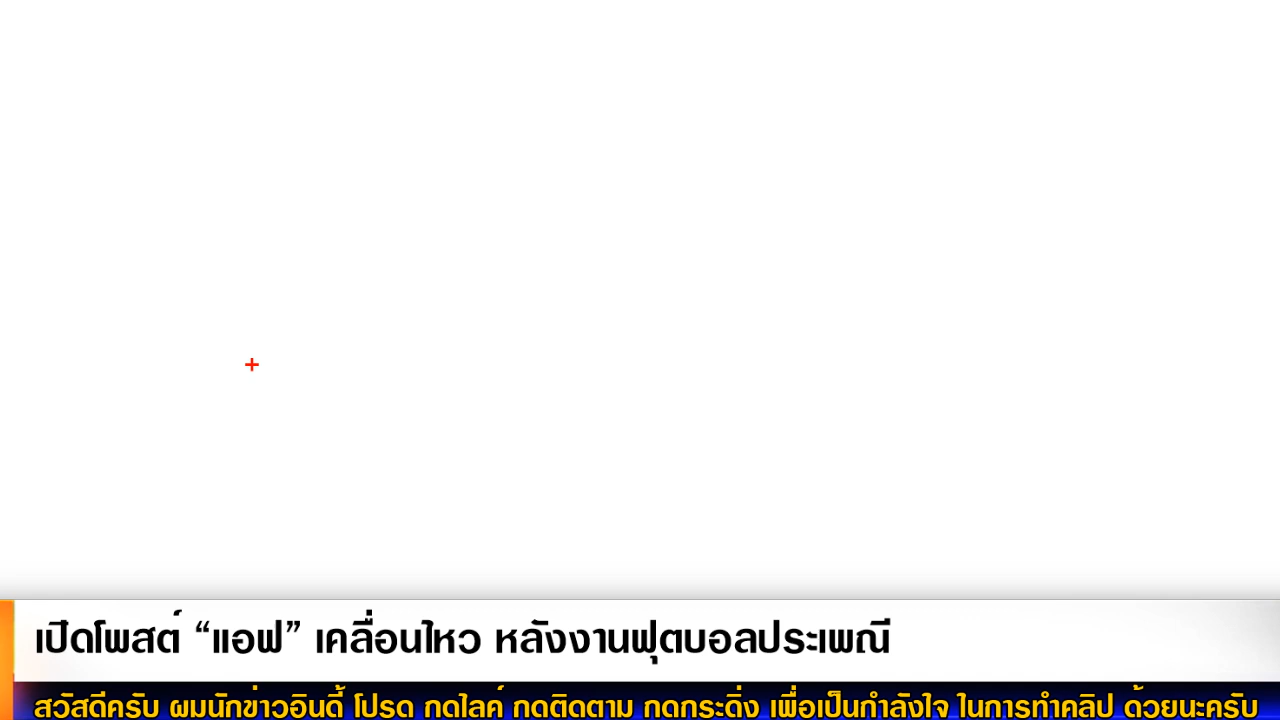 เปิดโพสต์ “แอฟ” เคลื่อนไหว หลังงานฟุตบอลประเพณี
สวัสดีครับ ผมนักข่าวอินดี้ โปรด กดไลค์ กดติดตาม กดกระดิ่ง เพื่อเป็นกำลังใจ ในการทำคลิป ด้วยนะครับ